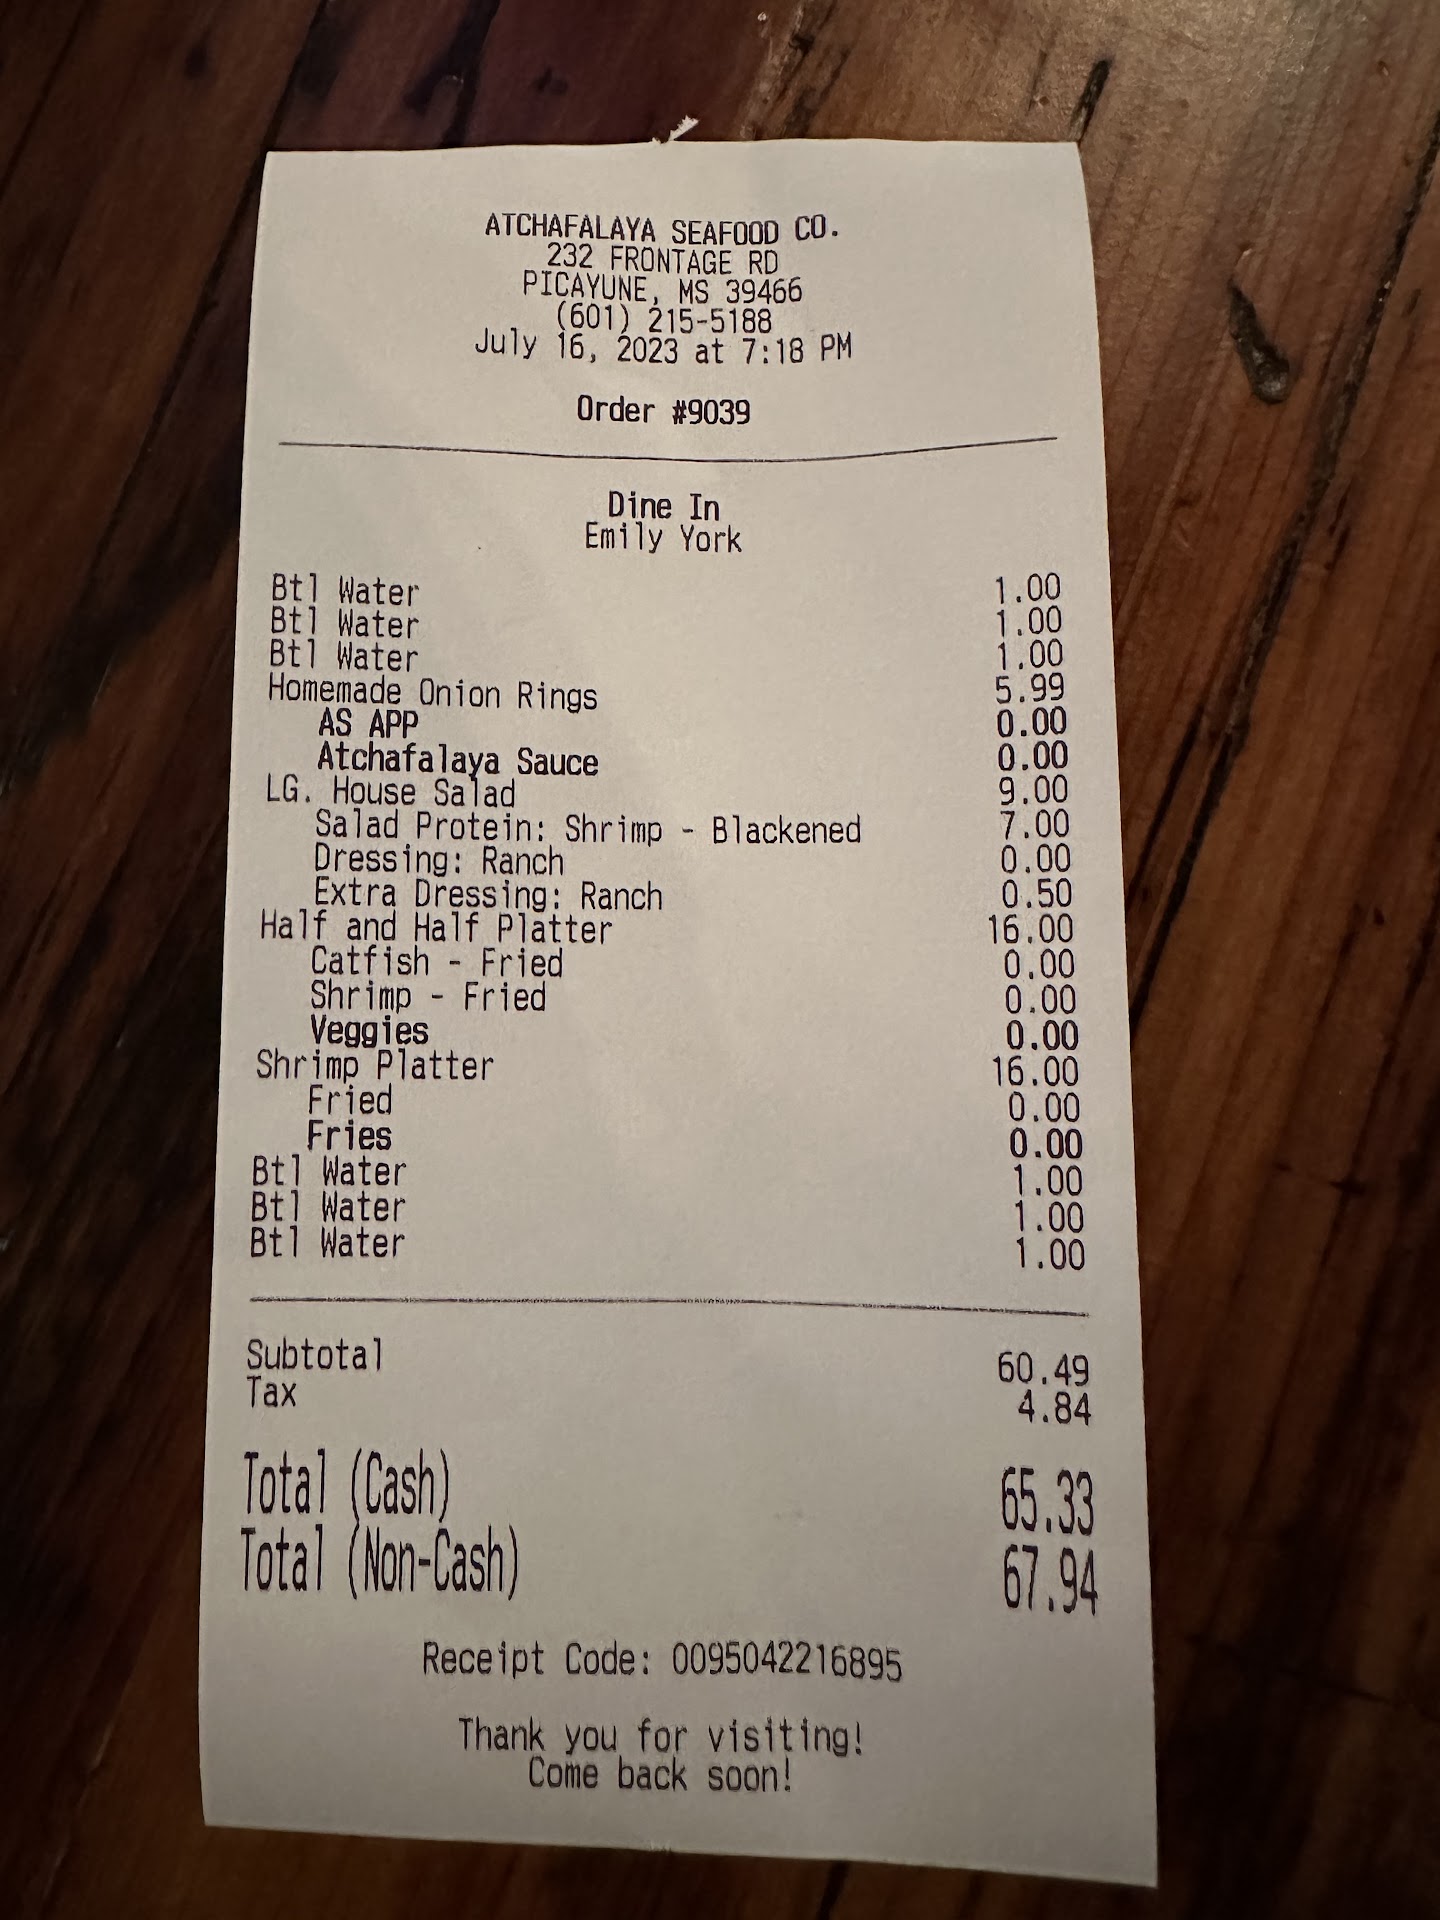 ATCHAFALAYA SEAFOOD CO.
232 FRONTAGE RD
PICAYUNE, MS 39466
(601) 215-5188
July 16, 2023 at 7:18 PM
Order #9039
Dine In
Emily York
Btl Water 1.00
Btl Water 1.00
Btl Water 1.00
Homemade Onion Rings 5.99
AS APP 0.00
Atchafalaya Sauce 0.00
LG. House Salad 9.00
Salad Protein: Shrimp - Blackened 7.00
Dressing: Ranch 0.00
Extra Dressing: Ranch 0.50
Half and Half Platter 16.00
Catfish - Fried 0.00
Shrimp - Fried 0.00
Veggies 0.00
Shrimp Platter 16.00
Fried 0.00
Fries 0.00
Btl Water 1.00
Btl Water 1.00
Btl Water 1.00
Subtotal 60.49
Tax 4.84
Total (Cash) 65.33
Total (Non-Cash) 67.94
Receipt Code: 0095042216895
Thank you for visiting!
Come back soon!